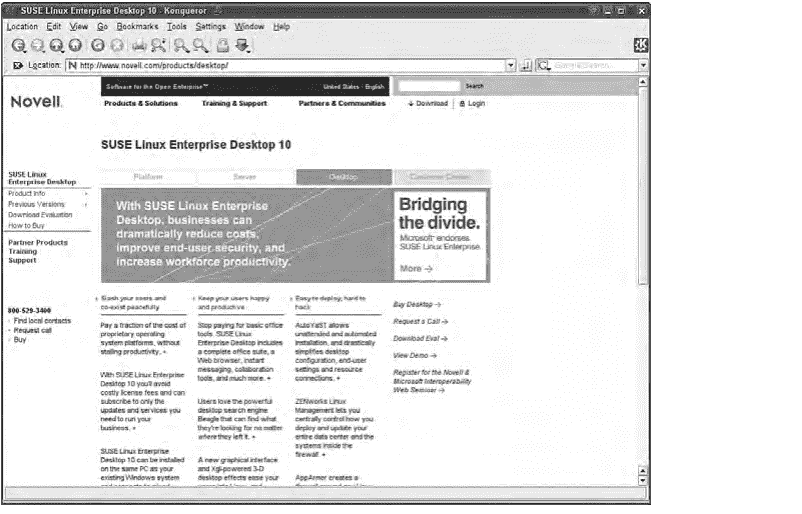 SUSE Linux Enterprise Desktop 10 - Konqueror
Location Edit View Go Bookmarks Tools Settings Window Help
Location: N http://www.novell.com/products/desktop/
Software for the Open Enterprise™ United States - English Search
Novell
Products & Solutions Training & Support Partners & Communities Download Login
SUSE Linux Enterprise Desktop 10
Platform Server Desktop Customer Center
SUSE Linux
Enterprise Desktop
Product Info
Previous Versions
Download Evaluation
How to Buy
Partner Products
Training
Support
800-529-3400
Find local contacts
Request call
Buy
With SUSE Linux Enterprise
Desktop, businesses can
dramatically reduce costs,
improve end-user security, and
increase workforce productivity.
Bridging
the divide.
Microsoft endorses
SUSE Linux Enterprise.
More →
your users and
co-exist peacefully
Pay a fraction of the cost of
proprietary operating
system platforms, without
productivity. +
With SUSE Linux Enterprise
Desktop 10 you'll avoid
costly license fees and can
subscribe to only the
updates and services you
need to run your
business. +
SUSE Linux Enterprise
Desktop 10 can be installed
on the same PC as your
existing Windows system
Keep your users happy
and productive
Stop paying for basic office
tools. SUSE Linux
Enterprise Desktop includes
a complete office suite, a
Web browser, instant
messaging, collaboration
tools, and much more. +
Users love the powerful
desktop search engine
Beagle that can find what
they're looking for no matter
where they left it. +
A new graphical interface
and Xgl-powered 3-D
desktop effects ease your
Easy to deploy; hard to
hack
AutoYaST allows
unattended and automated
installation, and drastically
simplifies desktop
configuration, end-user
settings and resource
connections. +
ZENworks Linux
Management lets you
centrally control how you
deploy and update your
entire data center and the
systems inside the
firewall. +
AppArmor creates a
Buy Desktop →
Request a Call →
Download Eval →
View Demo →
Register for the Novell &
Microsoft Interoperability
Web Seminar →